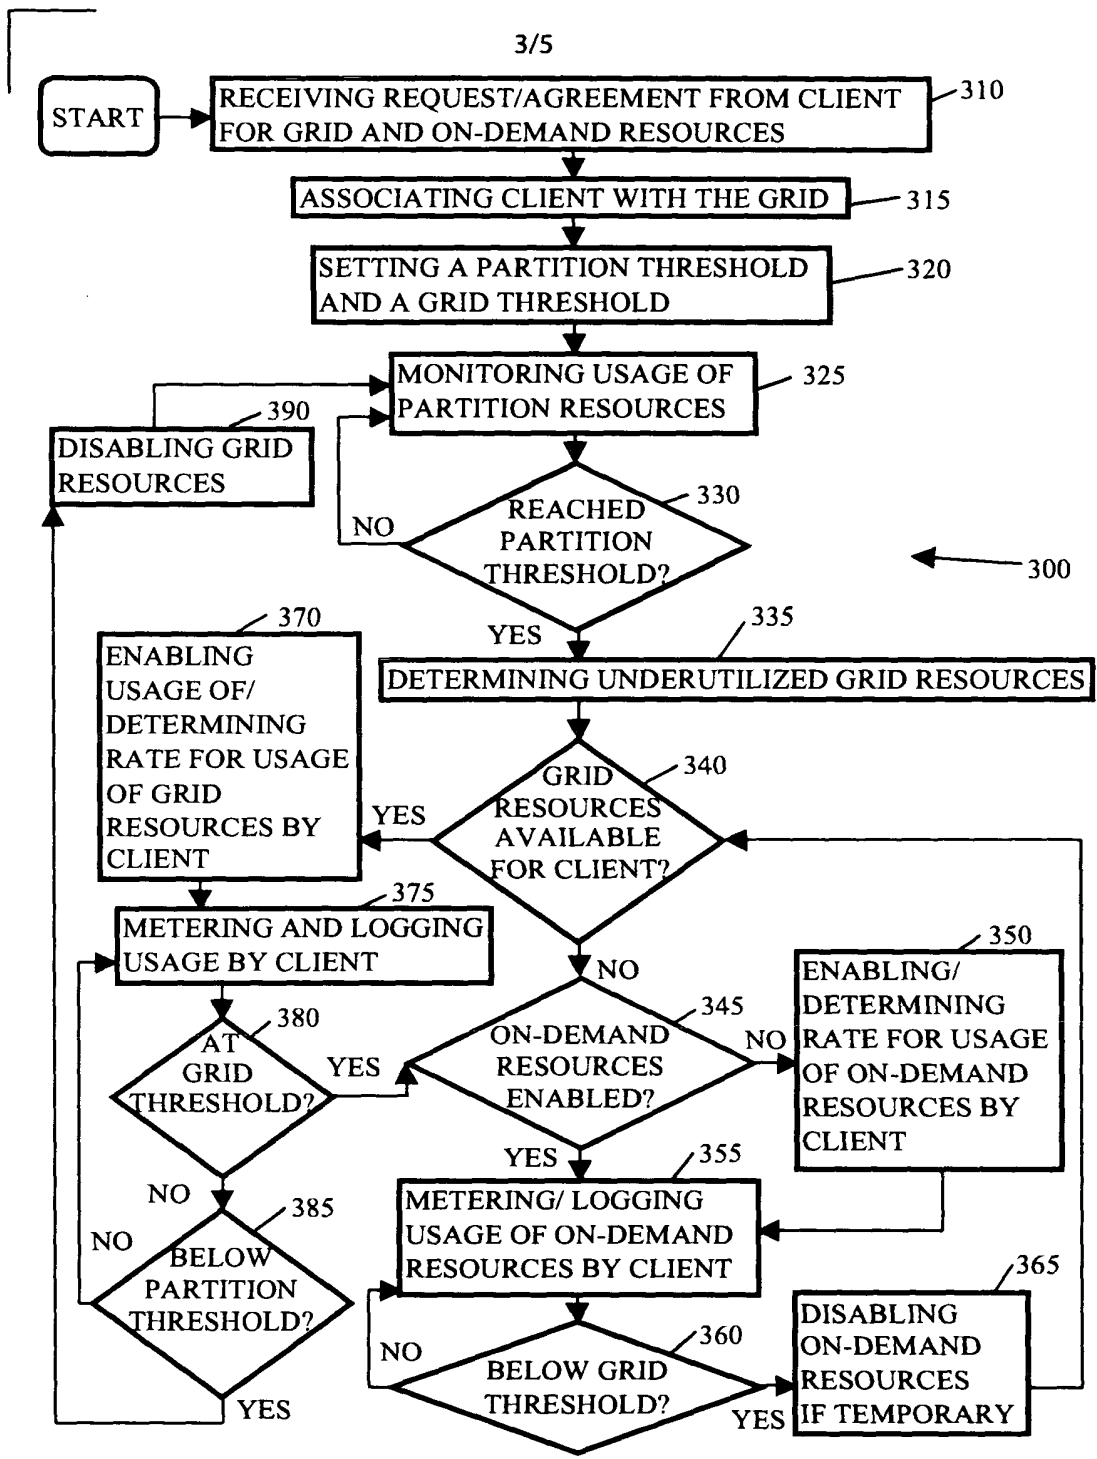 3/5
START
RECEIVING REQUEST/AGREEMENT FROM CLIENT
FOR GRID AND ON-DEMAND RESOURCES
310
ASSOCIATING CLIENT WITH THE GRID
315
SETTING A PARTITION THRESHOLD
AND A GRID THRESHOLD
320
MONITORING USAGE OF
PARTITION RESOURCES
325
390
DISABLING GRID
RESOURCES
330
REACHED
PARTITION
THRESHOLD?
NO
300
YES
335
DETERMINING UNDERUTILIZED GRID RESOURCES
370
ENABLING
USAGE OF/
DETERMINING
RATE FOR USAGE
OF GRID
RESOURCES BY
CLIENT
340
GRID
RESOURCES
AVAILABLE
FOR CLIENT?
YES
375
METERING AND LOGGING
USAGE BY CLIENT
NO
350
ENABLING/
DETERMINING
RATE FOR USAGE
OF ON-DEMAND
RESOURCES BY
CLIENT
345
ON-DEMAND
RESOURCES
ENABLED?
NO
380
AT
GRID
THRESHOLD?
YES
YES
355
METERING/ LOGGING
USAGE OF ON-DEMAND
RESOURCES BY CLIENT
NO
385
BELOW
PARTITION
THRESHOLD?
NO
YES
360
BELOW GRID
THRESHOLD?
NO
YES
365
DISABLING
ON-DEMAND
RESOURCES
IF TEMPORARY